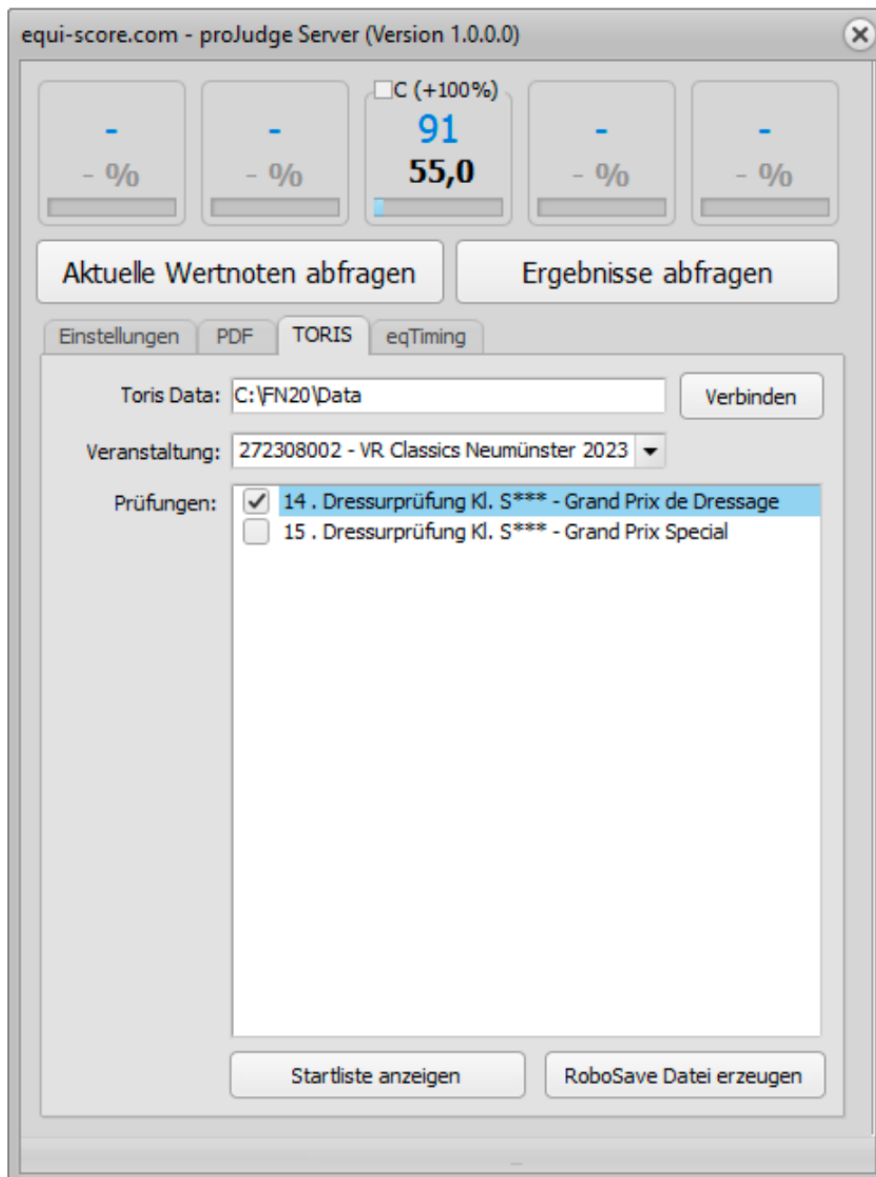 equi-score.com - proJudge Server (Version 1.0.0.0)
C (+100%)
- - 91 - -
- % - % 55,0 - % - %
Aktuelle Wertnoten abfragen Ergebnisse abfragen
Einstellungen PDF TORIS eqTiming
Toris Data: C:\FN20\Data Verbinden
Veranstaltung: 272308002 - VR Classics Neumünster 2023
Prüfungen: 14 . Dressurprüfung Kl. S*** - Grand Prix de Dressage
15 . Dressurprüfung Kl. S*** - Grand Prix Special
Startliste anzeigen RoboSave Datei erzeugen